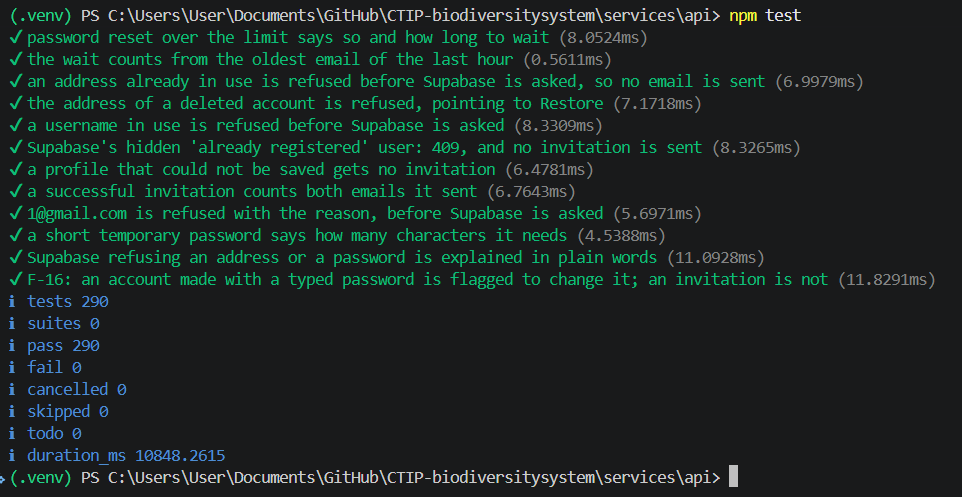 (.venv) PS C:\Users\User\Documents\GitHub\CTIP-biodiversitysystem\services\api> npm test
✓ password reset over the limit says so and how long to wait (8.0524ms)
✓ the wait counts from the oldest email of the last hour (0.5611ms)
✓ an address already in use is refused before Supabase is asked, so no email is sent (6.9979ms)
✓ the address of a deleted account is refused, pointing to Restore (7.1718ms)
✓ a username in use is refused before Supabase is asked (8.3309ms)
✓ Supabase's hidden 'already registered' user: 409, and no invitation is sent (8.3265ms)
✓ a profile that could not be saved gets no invitation (6.4781ms)
✓ a successful invitation counts both emails it sent (6.7643ms)
✓ 1@gmail.com is refused with the reason, before Supabase is asked (5.6971ms)
✓ a short temporary password says how many characters it needs (4.5388ms)
✓ Supabase refusing an address or a password is explained in plain words (11.0928ms)
✓ F-16: an account made with a typed password is flagged to change it; an invitation is not (11.8291ms)
ℹ tests 290
ℹ suites 0
ℹ pass 290
ℹ fail 0
ℹ cancelled 0
ℹ skipped 0
ℹ todo 0
ℹ duration_ms 10848.2615
(.venv) PS C:\Users\User\Documents\GitHub\CTIP-biodiversitysystem\services\api>